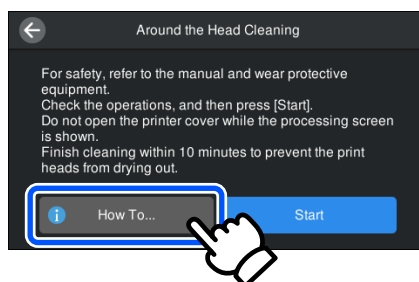 Around the Head Cleaning
For safety, refer to the manual and wear protective
equipment.
Check the operations, and then press [Start].
Do not open the printer cover while the processing screen
is shown.
Finish cleaning within 10 minutes to prevent the print
heads from drying out.
How To...
Start